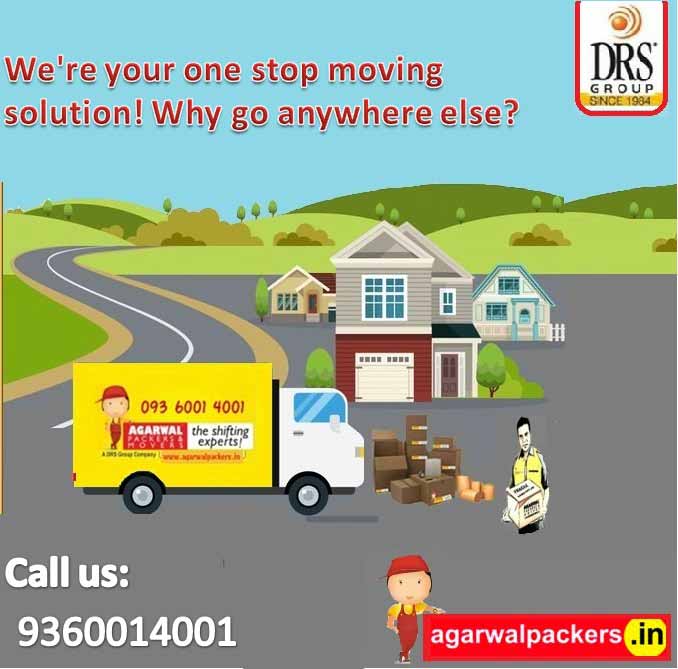 We're your one stop moving
solution! Why go anywhere else?
DRS
GROUP
SINCE 1984
093 6001 4001
AGARWAL
PACKERS &
MOVERS
the shifting
experts!
A DRS Group Company
www.agarwalpackers.in
Call us:
9360014001
agarwalpackers.in